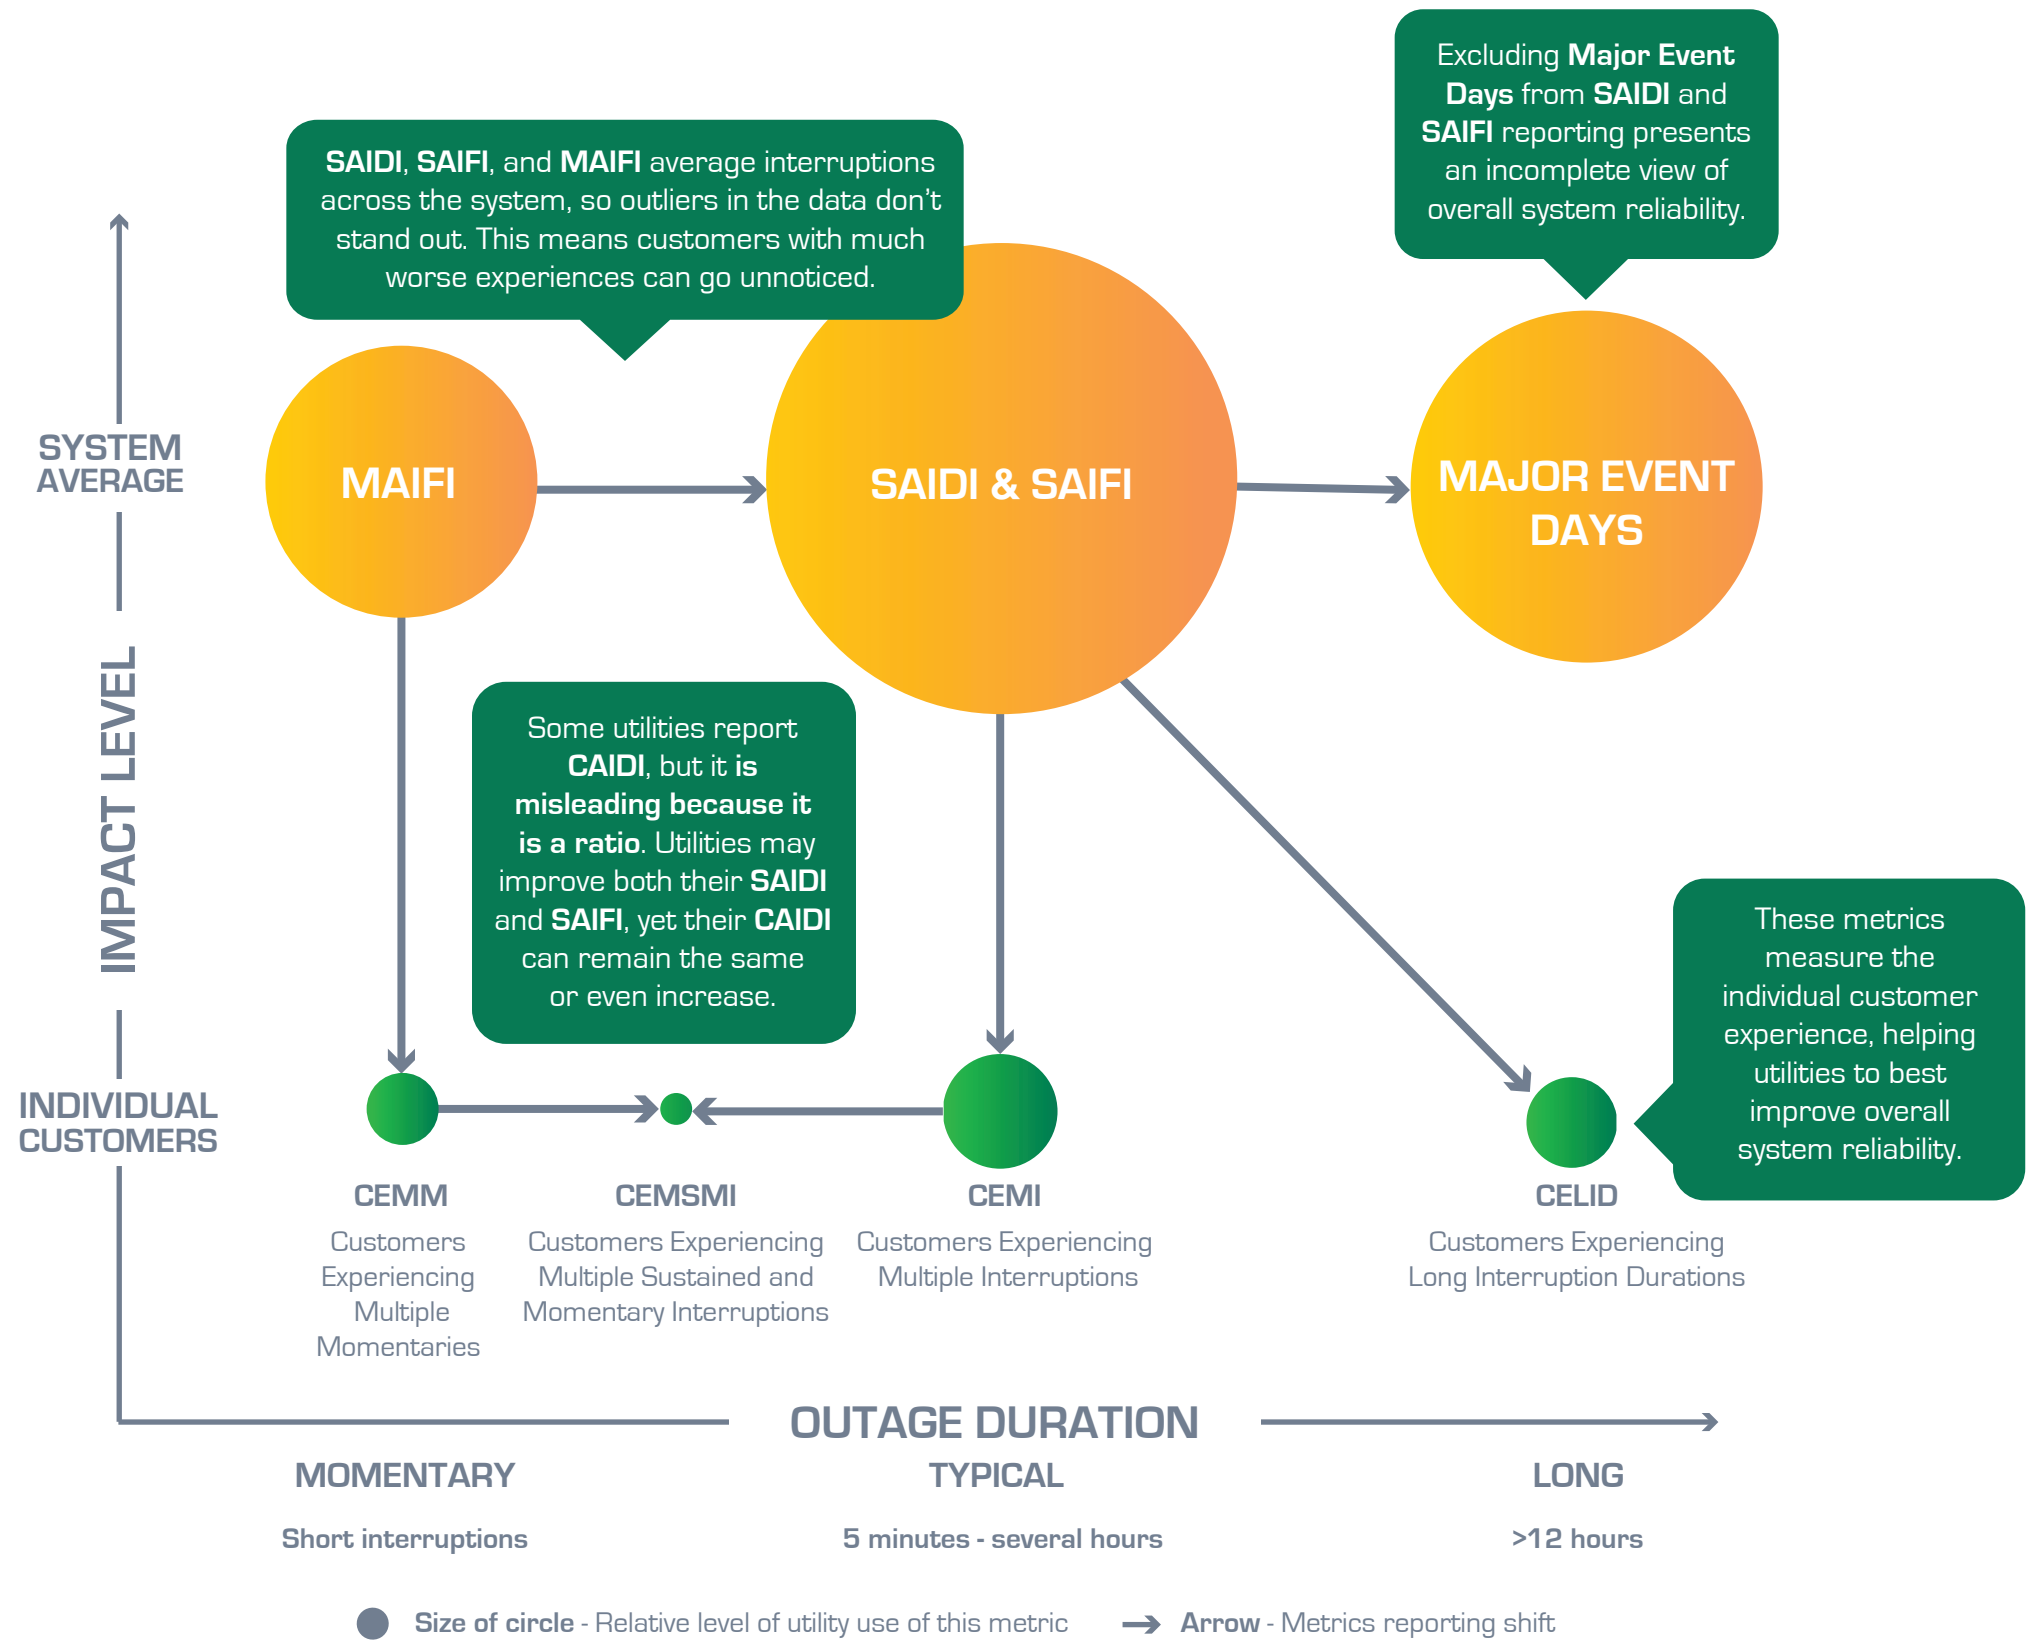 Excluding Major Event
Days from SAIDI and
SAIFI reporting presents
an incomplete view of
overall system reliability.
SAIDI, SAIFI, and MAIFI average interruptions
across the system, so outliers in the data don’t
stand out. This means customers with much
worse experiences can go unnoticed.
SYSTEM
AVERAGE
MAIFI
SAIDI & SAIFI
MAJOR EVENT
DAYS
IMPACT LEVEL
Some utilities report
CAIDI, but it is
misleading because it
is a ratio. Utilities may
improve both their SAIDI
and SAIFI, yet their CAIDI
can remain the same
or even increase.
These metrics
measure the
individual customer
experience, helping
utilities to best
improve overall
system reliability.
INDIVIDUAL
CUSTOMERS
CEMM
Customers
Experiencing
Multiple
Momentaries
CEMSMI
Customers Experiencing
Multiple Sustained and
Momentary Interruptions
CEMI
Customers Experiencing
Multiple Interruptions
CELID
Customers Experiencing
Long Interruption Durations
OUTAGE DURATION
MOMENTARY
Short interruptions
TYPICAL
5 minutes - several hours
LONG
>12 hours
Size of circle - Relative level of utility use of this metric
Arrow - Metrics reporting shift